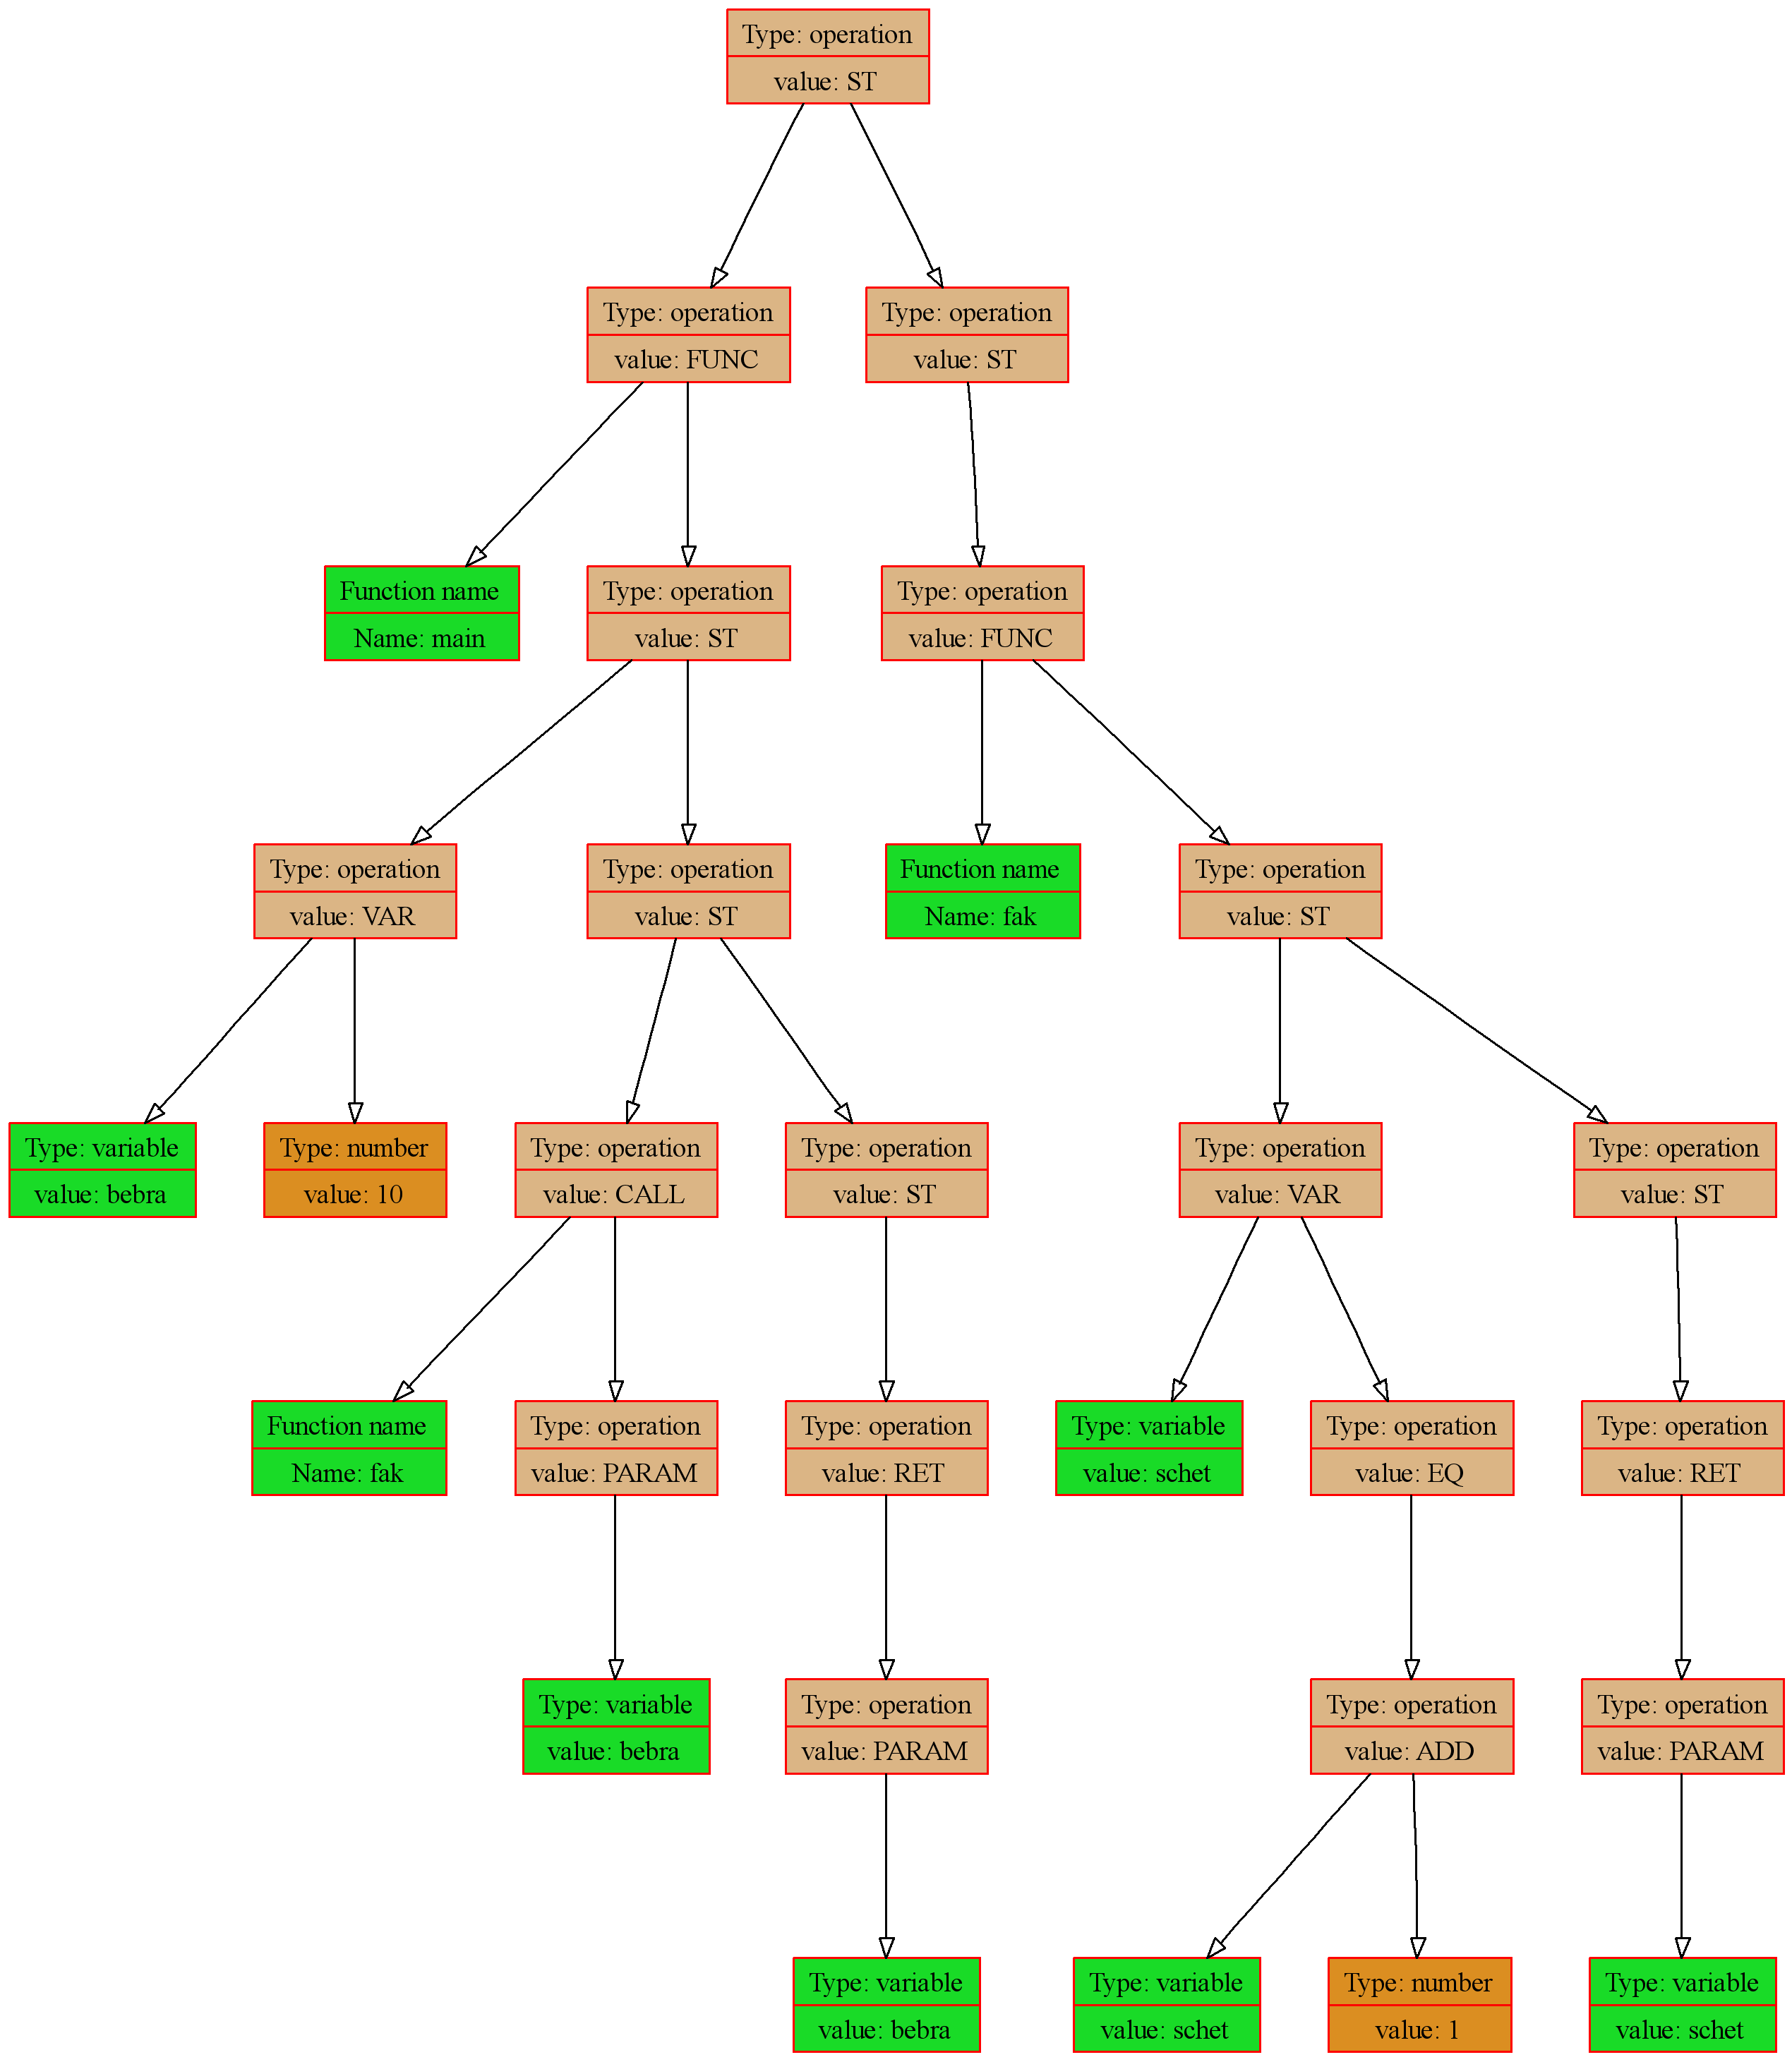 Type: operation
value: ST
Type: operation
value: FUNC
Type: operation
value: ST
Function name
Name: main
Type: operation
value: ST
Type: operation
value: FUNC
Type: operation
value: VAR
Type: operation
value: ST
Function name
Name: fak
Type: operation
value: ST
Type: variable
value: bebra
Type: number
value: 10
Type: operation
value: CALL
Type: operation
value: ST
Type: operation
value: VAR
Type: operation
value: ST
Function name
Name: fak
Type: operation
value: PARAM
Type: operation
value: RET
Type: variable
value: schet
Type: operation
value: EQ
Type: operation
value: RET
Type: variable
value: bebra
Type: operation
value: PARAM
Type: operation
value: ADD
Type: operation
value: PARAM
Type: variable
value: bebra
Type: variable
value: schet
Type: number
value: 1
Type: variable
value: schet